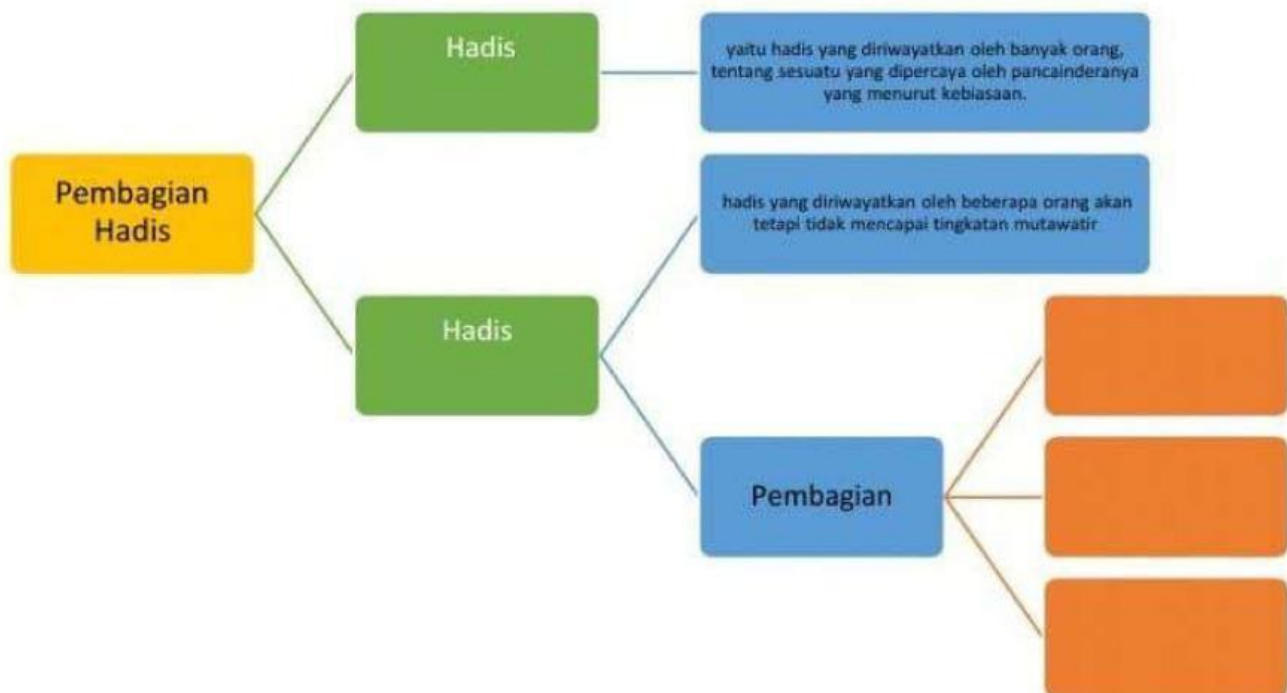 Pembagian
Hadis
Hadis
yaitu hadis yang diriwayatkan oleh banyak orang,
tentang sesuatu yang dipercaya oleh pancainderanya
yang menurut kebiasaan.
Hadis
hadis yang diriwayatkan oleh beberapa orang akan
tetapi tidak mencapai tingkatan mutawatir
Pembagian